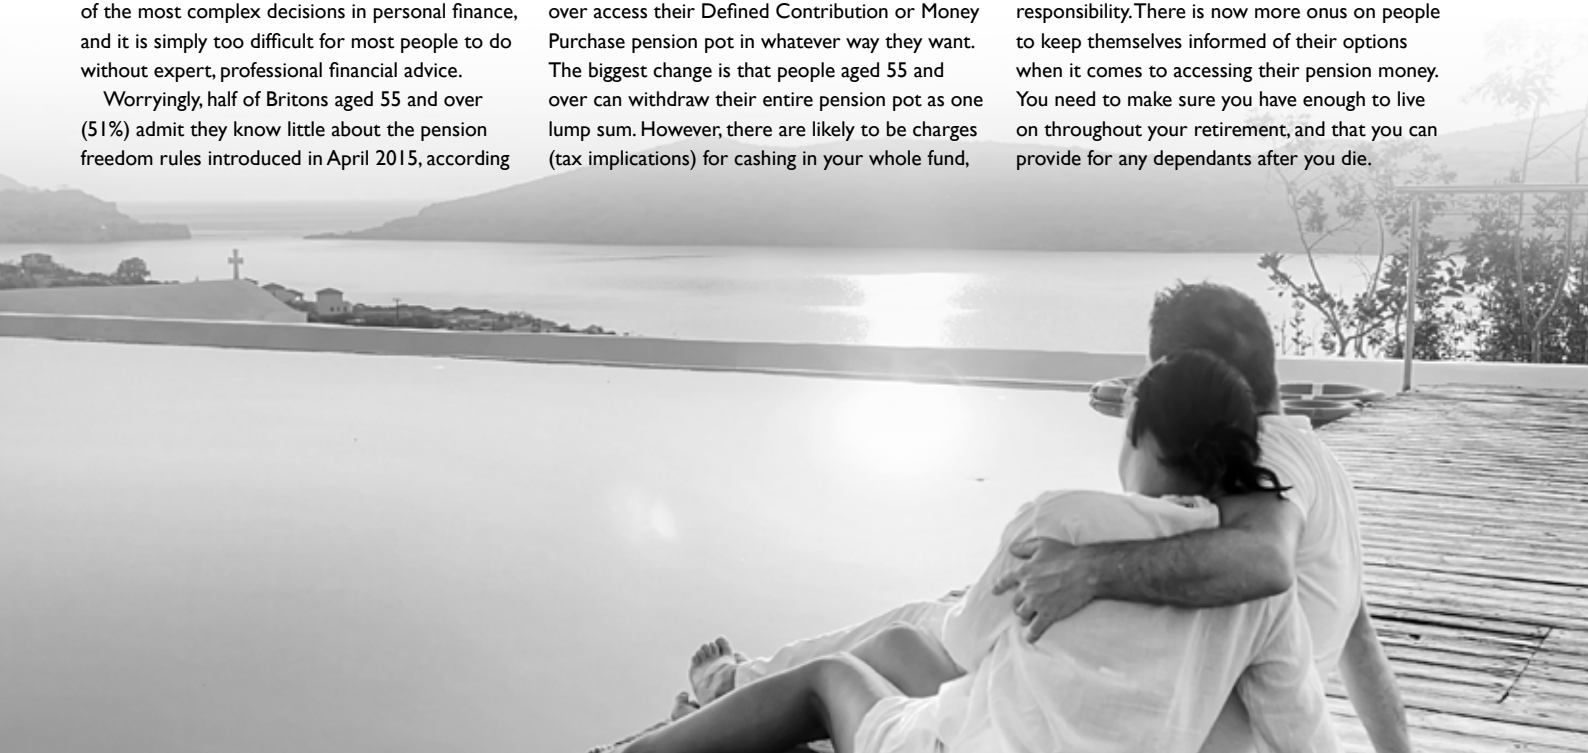 of the most complex decisions in personal finance,
and it is simply too difficult for most people to do
without expert, professional financial advice.
Worryingly, half of Britons aged 55 and over
(51%) admit they know little about the pension
freedom rules introduced in April 2015, according
over access their Defined Contribution or Money
Purchase pension pot in whatever way they want.
The biggest change is that people aged 55 and
over can withdraw their entire pension pot as one
lump sum. However, there are likely to be charges
(tax implications) for cashing in your whole fund,
responsibility. There is now more onus on people
to keep themselves informed of their options
when it comes to accessing their pension money.
You need to make sure you have enough to live
on throughout your retirement, and that you can
provide for any dependants after you die.